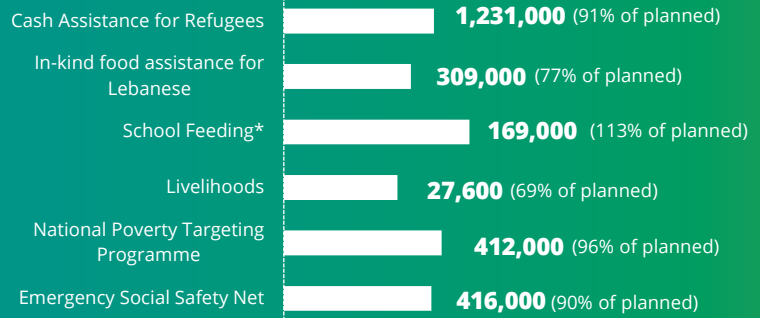 Cash Assistance for Refugees 1,231,000 (91% of planned)
In-kind food assistance for
Lebanese
309,000 (77% of planned)
School Feeding* 169,000 (113% of planned)
Livelihoods 27,600 (69% of planned)
National Poverty Targeting
Programme
412,000 (96% of planned)
Emergency Social Safety Net 416,000 (90% of planned)